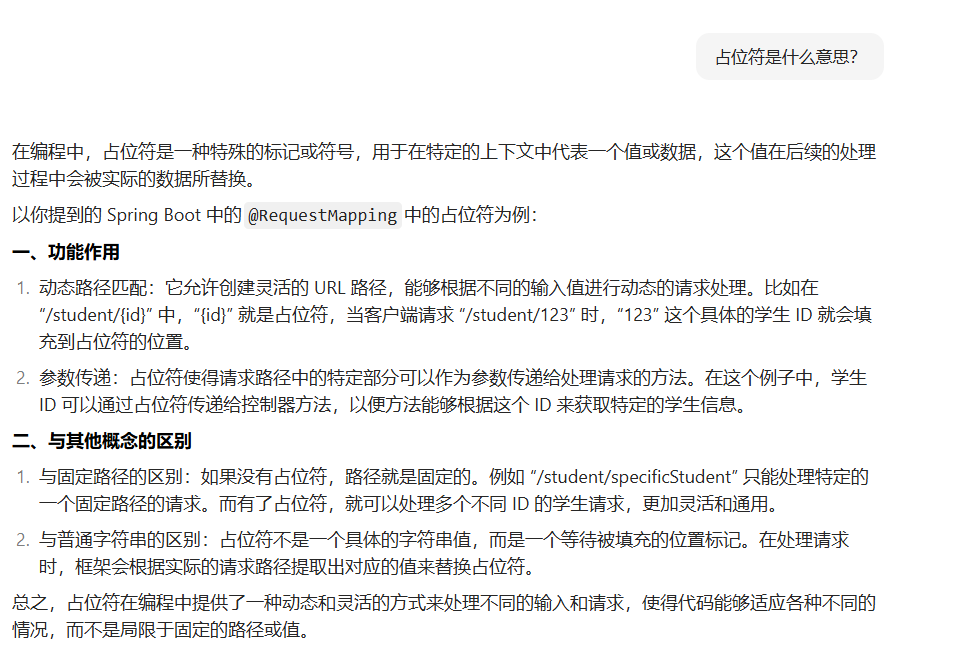 占位符是什么意思?
在编程中，占位符是一种特殊的标记或符号，用于在特定的上下文中代表一个值或数据，这个值在后续的处理
过程中会被实际的数据所替换。
以你提到的 Spring Boot 中的 @RequestMapping 中的占位符为例：
一、功能作用
1. 动态路径匹配：它允许创建灵活的 URL 路径，能够根据不同的输入值进行动态的请求处理。比如在
“/student/{id}” 中，“{id}” 就是占位符，当客户端请求 “/student/123” 时，“123” 这个具体的学生 ID 就会填
充到占位符的位置。
2. 参数传递：占位符使得请求路径中的特定部分可以作为参数传递给处理请求的方法。在这个例子中，学生
ID 可以通过占位符传递给控制器方法，以便方法能够根据这个 ID 来获取特定的学生信息。
二、与其他概念的区别
1. 与固定路径的区别：如果没有占位符，路径就是固定的。例如 “/student/specificStudent” 只能处理特定的
一个固定路径的请求。而有了占位符，就可以处理多个不同 ID 的学生请求，更加灵活和通用。
2. 与普通字符串的区别：占位符不是一个具体的字符串值，而是一个等待被填充的位置标记。在处理请求
时，框架会根据实际的请求路径提取出对应的值来替换占位符。
总之，占位符在编程中提供了一种动态和灵活的方式来处理不同的输入和请求，使得代码能够适应各种不同的
情况，而不是局限于固定的路径或值。